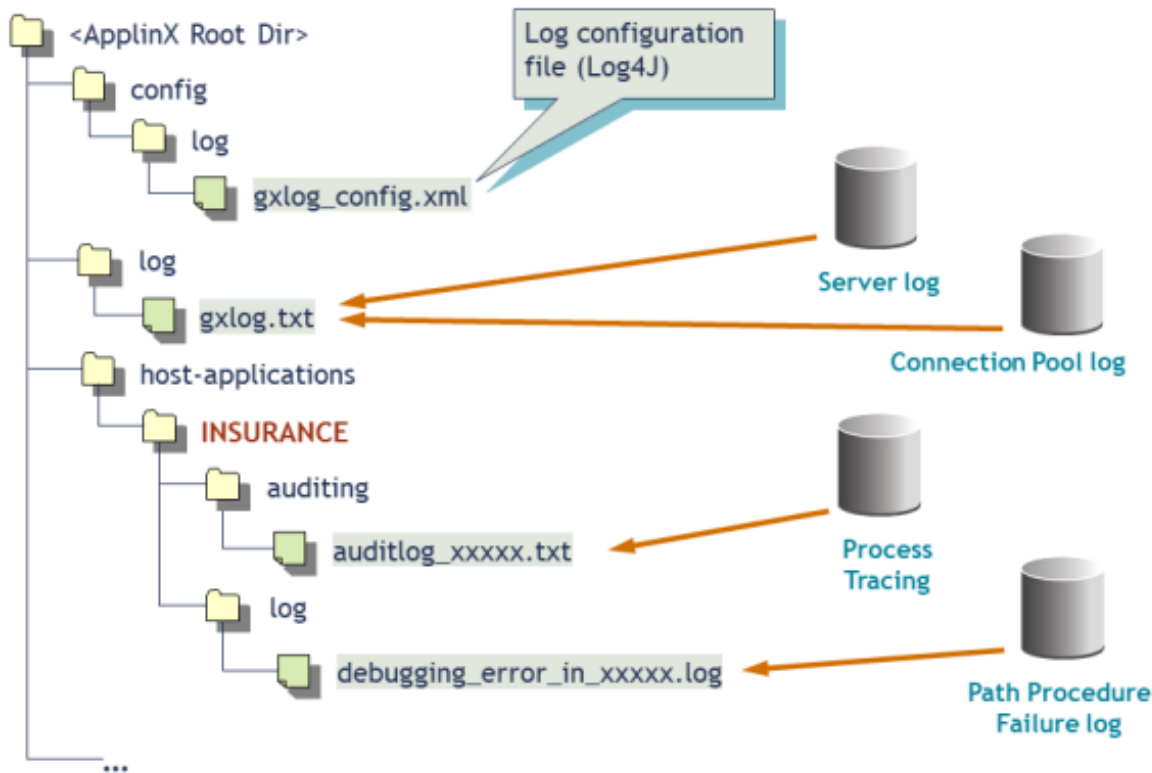 <ApplinX Root Dir>
Log configuration
file (Log4J)
config
log
gxlog_config.xml
log
Server log
gxlog.txt
Connection Pool log
host-applications
INSURANCE
auditing
auditlog_xxxxx.txt
Process
Tracing
log
debugging_error_in_xxxxx.log
Path Procedure
Failure log
...